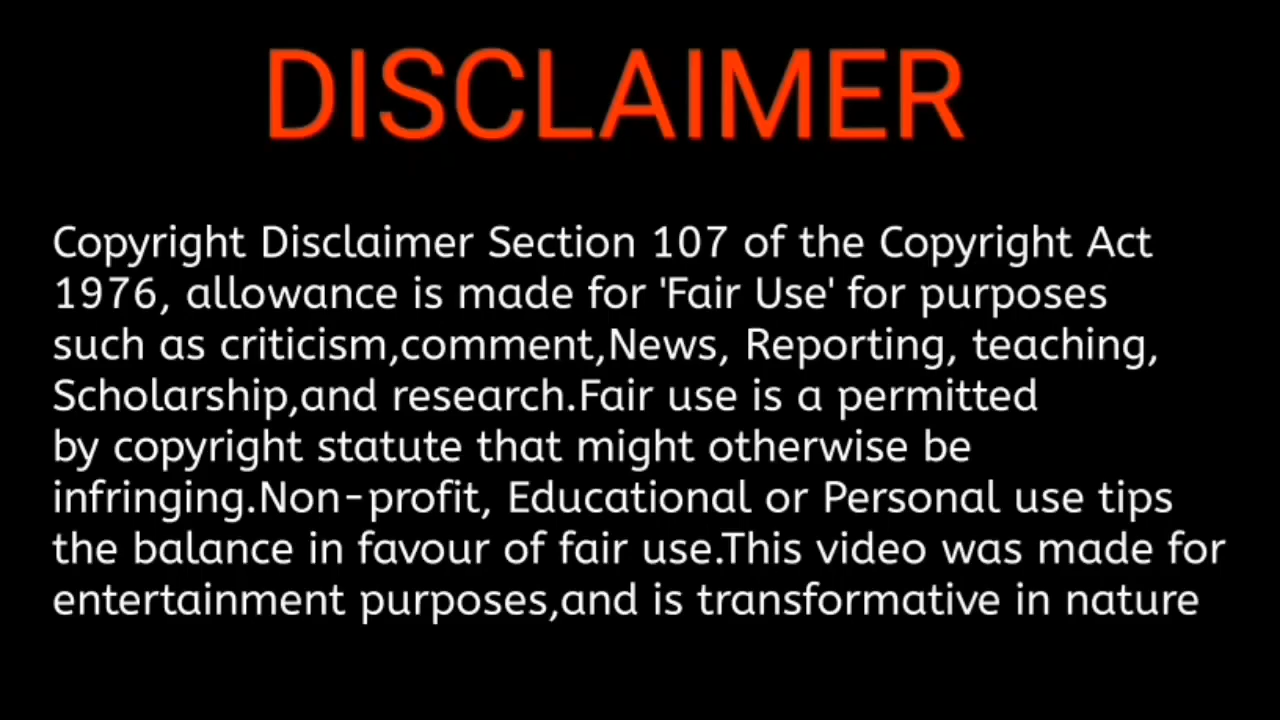 DISCLAIMER
Copyright Disclaimer Section 107 of the Copyright Act
1976, allowance is made for 'Fair Use' for purposes
such as criticism,comment,News, Reporting, teaching,
Scholarship,and research.Fair use is a permitted
by copyright statute that might otherwise be
infringing.Non-profit, Educational or Personal use tips
the balance in favour of fair use.This video was made for
entertainment purposes,and is transformative in nature